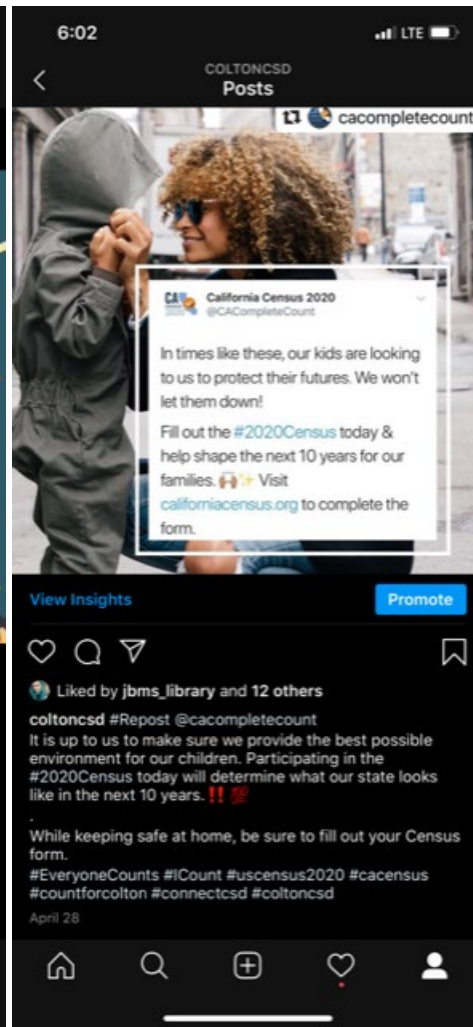 6:02
LTE
COLTONCSD
Posts
cacompletecount
California Census 2020
@CACompleteCount
In times like these, our kids are looking
to us to protect their futures. We won't
let them down!
Fill out the #2020Census today &
help shape the next 10 years for our
families. 🙌🏽✨ Visit
californiacensus.org to complete the
form.
View Insights
Promote
Liked by jbms_library and 12 others
coltoncsd #Repost @cacompletecount
It is up to us to make sure we provide the best possible
environment for our children. Participating in the
#2020Census today will determine what our state looks
like in the next 10 years. ‼️ 💯
.
While keeping safe at home, be sure to fill out your Census
form.
#EveryoneCounts #ICount #uscensus2020 #cacensus
#countforcolton #connectcsd #coltoncsd
April 28